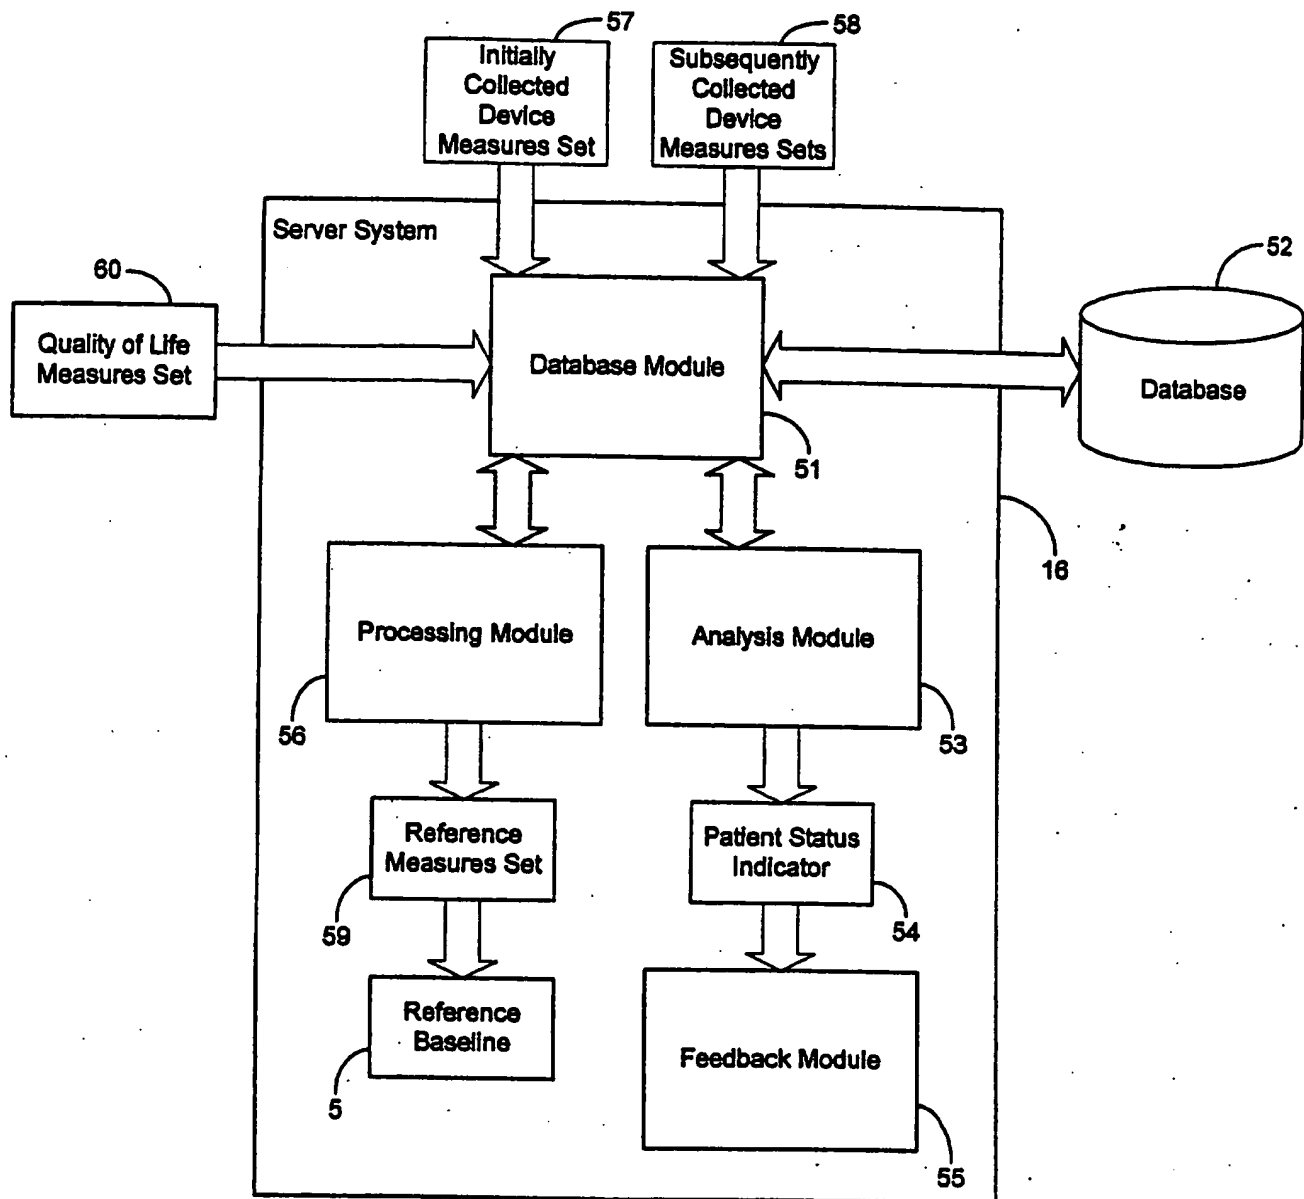 57
58
Initially
Collected
Device
Measures Set
Subsequently
Collected
Device
Measures Sets
Server System
60
52
Quality of Life
Measures Set
Database Module
Database
51
16
Processing Module
Analysis Module
56
53
Reference
Measures Set
Patient Status
Indicator
59
54
Reference
Baseline
Feedback Module
5
55